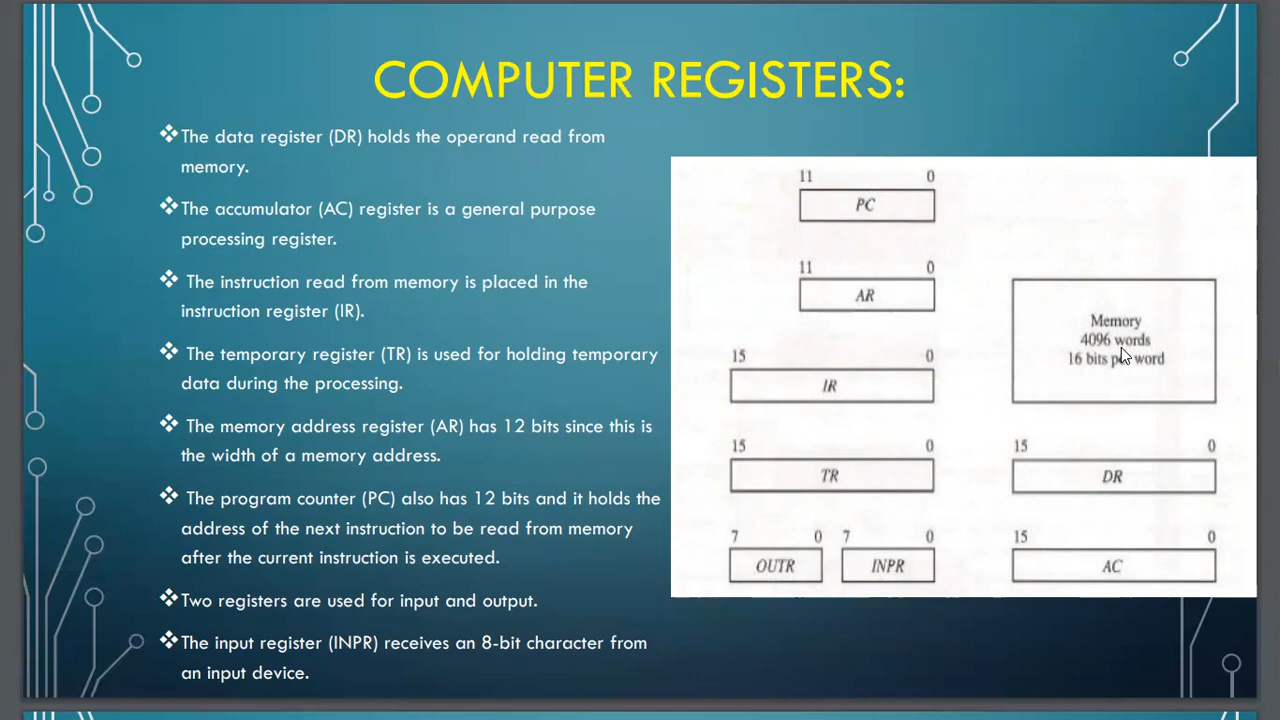 COMPUTER REGISTERS:
❖The data register (DR) holds the operand read from
memory.
❖The accumulator (AC) register is a general purpose
processing register.
❖ The instruction read from memory is placed in the
instruction register (IR).
❖ The temporary register (TR) is used for holding temporary
data during the processing.
❖ The memory address register (AR) has 12 bits since this is
the width of a memory address.
❖ The program counter (PC) also has 12 bits and it holds the
address of the next instruction to be read from memory
after the current instruction is executed.
❖Two registers are used for input and output.
❖The input register (INPR) receives an 8-bit character from
an input device.
11 0
PC
11 0
AR
Memory
4096 words
16 bits per word
15 0
IR
15 0
TR
15 0
DR
7 0
OUTR
7 0
INPR
15 0
AC